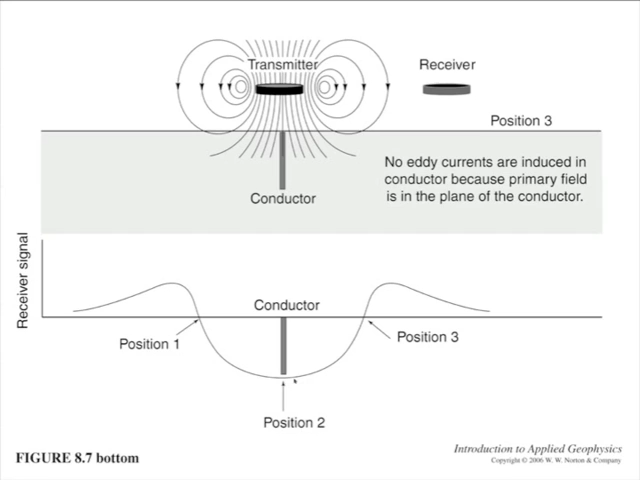 Transmitter
Receiver
Position 3
No eddy currents are induced in
conductor because primary field
is in the plane of the conductor.
Conductor
Receiver signal
Conductor
Position 1
Position 3
Position 2
FIGURE 8.7 bottom
Introduction to Applied Geophysics
Copyright © 2006 W. W. Norton & Company